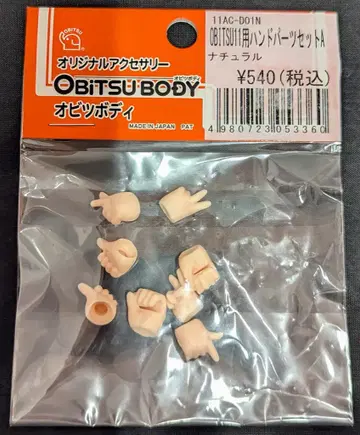 OBITSU
オリジナルアクセサリー
オビツボディ
OBITSU BODY
オビツボディ
MADE IN JAPAN PAT.
11AC-D01N
OBITSU11用ハンドパーツセットA
ナチュラル
¥540(税込)
4980723053360